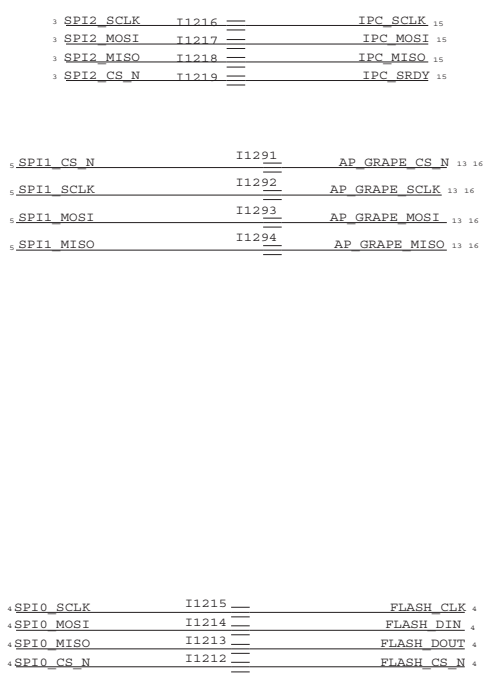 3 SPI2_SCLK I1216 IPC_SCLK 15
3 SPI2_MOSI I1217 IPC_MOSI 15
3 SPI2_MISO I1218 IPC_MISO 15
3 SPI2_CS_N I1219 IPC_SRDY 15
5 SPI1_CS_N I1291 AP_GRAPE_CS_N 13 16
5 SPI1_SCLK I1292 AP_GRAPE_SCLK 13 16
5 SPI1_MOSI I1293 AP_GRAPE_MOSI 13 16
5 SPI1_MISO I1294 AP_GRAPE_MISO 13 16
4 SPI0_SCLK I1215 FLASH_CLK 4
4 SPI0_MOSI I1214 FLASH_DIN 4
4 SPI0_MISO I1213 FLASH_DOUT 4
4 SPI0_CS_N I1212 FLASH_CS_N 4